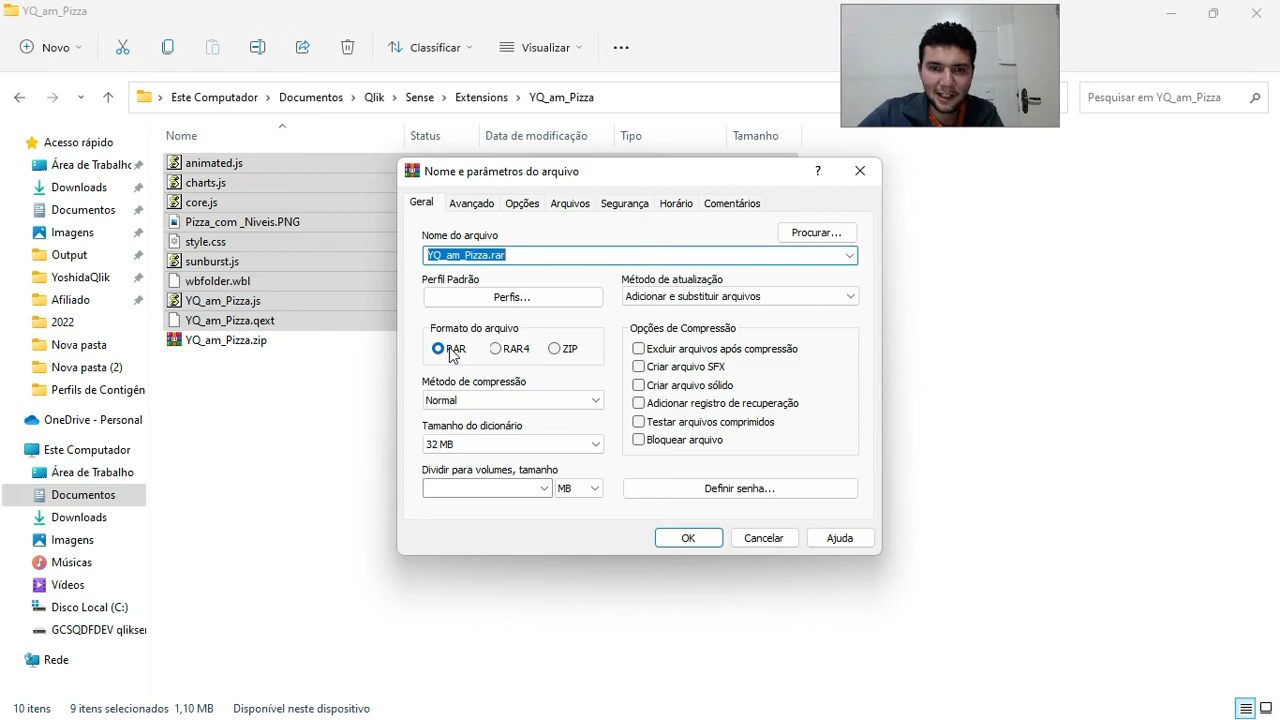 YQ_am_Pizza
Novo
Classificar
Visualizar
Este Computador
Documentos
Qlik
Sense
Extensions
YQ_am_Pizza
Pesquisar em YQ_am_Pizza
Nome
Status
Data de modificação
Tipo
Tamanho
Acesso rápido
Área de Trabalhc
Downloads
Documentos
Imagens
Output
YoshidaQlik
Afiliado
2022
Nova pasta
Nova pasta (2)
Perfils de Contigên
OneDrive - Personal
Este Computador
Área de Trabalho
Documentos
Downloads
Imagens
Músicas
Vídeos
Disco Local (C:)
GCSQDFDEV qlikser
Rede
animated.js
charts.js
core.js
Pizza_com _Niveis.PNG
style.css
sunburst.js
wbfolder.wbl
YQ_am_Pizza.js
YQ_am_Pizza.qext
YQ_am_Pizza.zip
Nome e parâmetros do arquivo
?
Geral
Avançado
Opções
Arquivos
Segurança
Horário
Comentários
Nome do arquivo
Procurar...
YQ_am_Pizza.rar
Perfil Padrão
Perfis...
Método de atualização
Adicionar e substituir arquivos
Formato do arquivo
RAR
RAR4
ZIP
Método de compressão
Normal
Tamanho do dicionário
32 MB
Dividir para volumes, tamanho
MB
Opções de Compressão
Excluir arquivos após compressão
Criar arquivo SFX
Criar arquivo sólido
Adicionar registro de recuperação
Testar arquivos comprimidos
Bloquear arquivo
Definir senha...
OK
Cancelar
Ajuda
10 itens
9 itens selecionados 1,10 MB
Disponível neste dispositivo